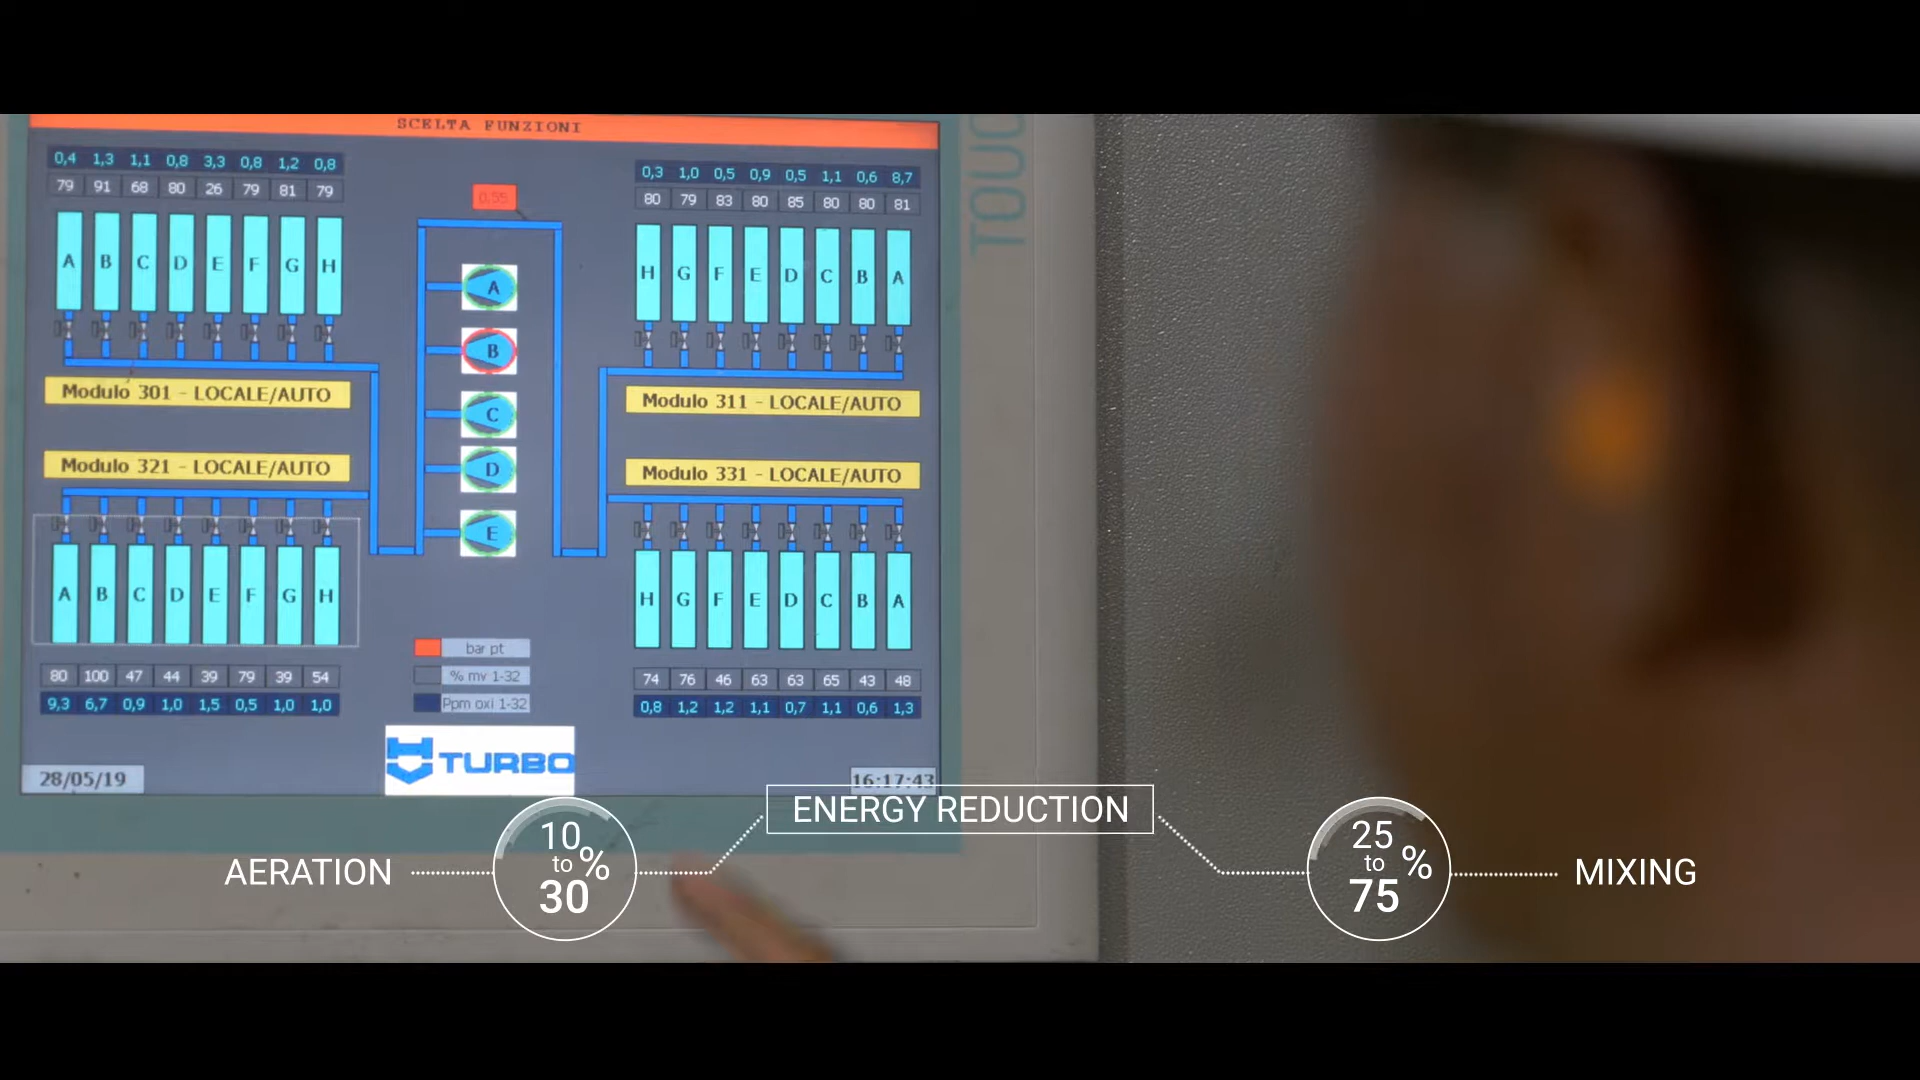 SCELTA FUNZIONI
0,4 1,3 1,1 0,8 3,3 0,8 1,2 0,8
79 91 68 80 26 79 81 79
A B C D E F G H
Modulo 301 - LOCALE/AUTO
Modulo 321 - LOCALE/AUTO
A B C D E F G H
80 100 47 44 39 79 39 54
9,3 6,7 0,9 1,0 1,5 0,5 1,0 1,0
0,55
A
B
C
D
E
bar pt
% mv 1-32
Ppm oxi 1-32
TURBO
0,3 1,0 0,5 0,9 0,5 1,1 0,6 8,7
80 79 83 80 85 80 80 81
H G F E D C B A
Modulo 311 - LOCALE/AUTO
Modulo 331 - LOCALE/AUTO
H G F E D C B A
74 76 46 63 63 65 43 48
0,8 1,2 1,2 1,1 0,7 1,1 0,6 1,3
28/05/19
16:17:43
TOUC
ENERGY REDUCTION
AERATION
10
to %
30
25
to %
75
MIXING